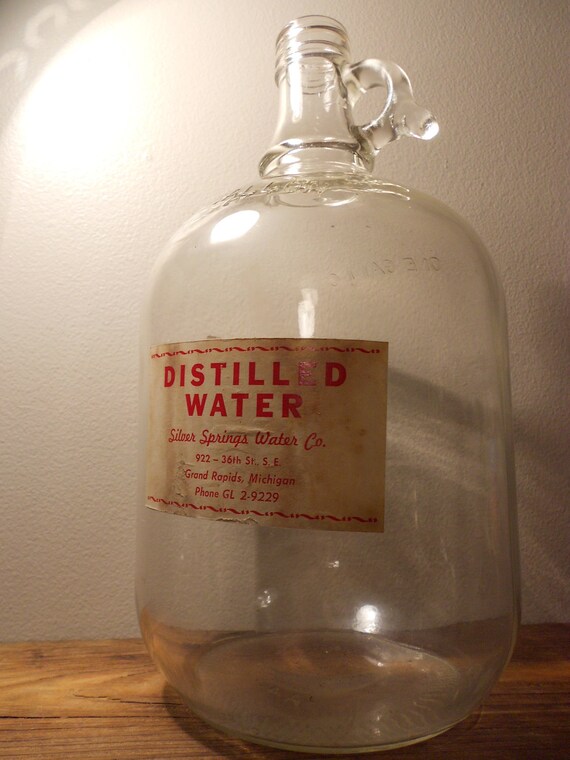 DISTILLED
WATER
Silver Springs Water Co.
922 – 36th St., S. E.
Grand Rapids, Michigan
Phone GL 2-9229